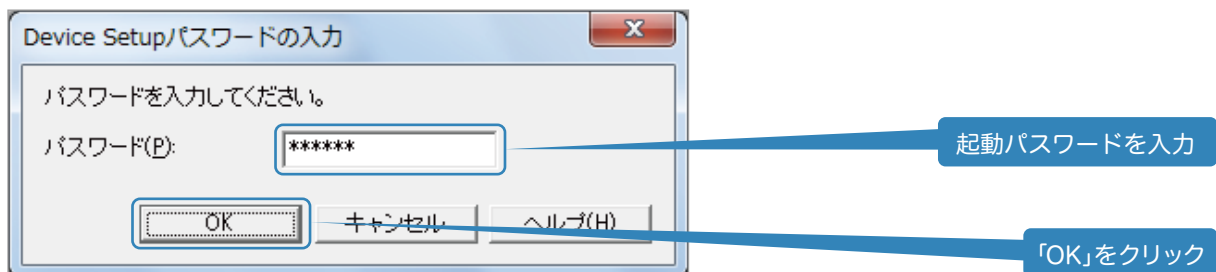 Device Setupパスワードの入力
パスワードを入力してください。
パスワード(P): ******
起動パスワードを入力
OK キャンセル ヘルプ(H)
「OK」をクリック